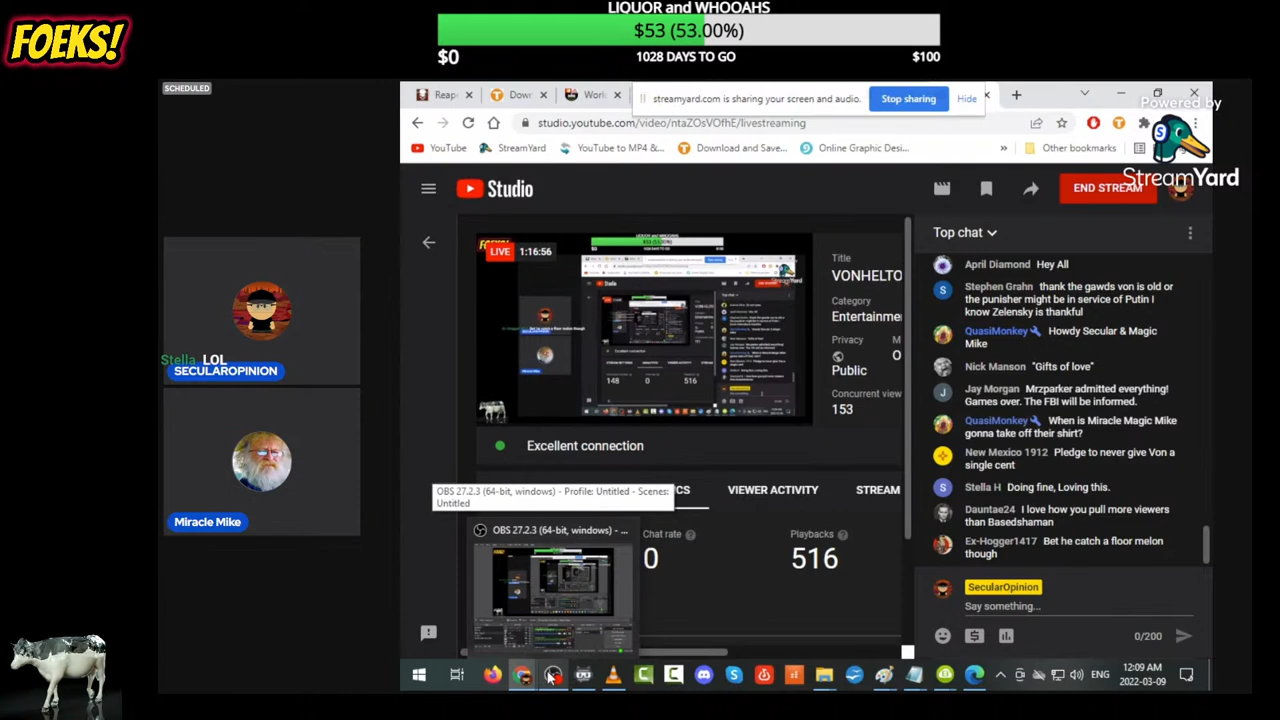 FOEKS!
LIQUOR and WHOOAHS
$53 (53.00%)
$0
1028 DAYS TO GO
$100
SCHEDULED
Stella LOL
SECULAROPINION
Miracle Mike
Reape
Down
World
streamyard.com is sharing your screen and audio.
Stop sharing
Hide
studio.youtube.com/video/ntaZOsVOfhE/livestreaming
Powered by
StreamYard
YouTube
StreamYard
YouTube to MP4 &...
Download and Save...
Online Graphic Desi...
»
Other bookmarks
Studio
END STREAM
LIVE
1:16:56
Title
VONHELTO
Category
Entertainme
Privacy
Public
Concurrent view
153
Excellent connection
OBS 27.2.3 (64-bit, windows) - Profile: Untitled - Scenes:
Untitled
CS
VIEWER ACTIVITY
STREAM
OBS 27.2.3 (64-bit, windows) - ...
Chat rate
0
Playbacks
516
Top chat
April Diamond Hey All
Stephen Grahn thank the gawds von is old or
the punisher might be in service of Putin I
know Zelensky is thankful
QuasiMonkey Howdy Secular & Magic
Mike
Nick Manson "Gifts of love"
Jay Morgan Mrzparker admitted everything!
Games over. The FBI will be informed.
QuasiMonkey When is Miracle Magic Mike
gonna take off their shirt?
New Mexico 1912 Pledge to never give Von a
single cent
Stella H Doing fine, Loving this.
Dauntae24 I love how you pull more viewers
than Basedshaman
Ex-Hogger1417 Bet he catch a floor melon
though
SecularOpinion
Say something...
0/200
ENG
12:09 AM
2022-03-09